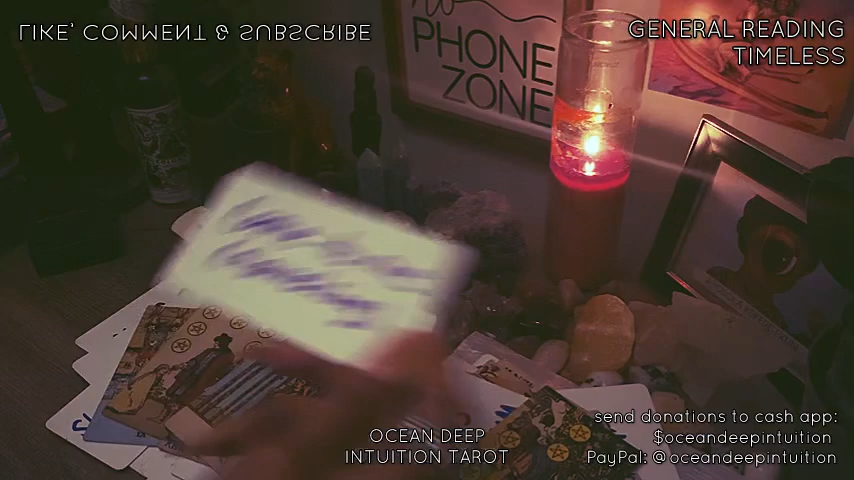 LIKE, COMMENT & SUBSCRIBE
GENERAL READING
TIMELESS
no
PHONE
ZONE
OCEAN DEEP
INTUITION TAROT
send donations to cash app:
$oceandeepintuition
PayPal: @oceandeepintuition